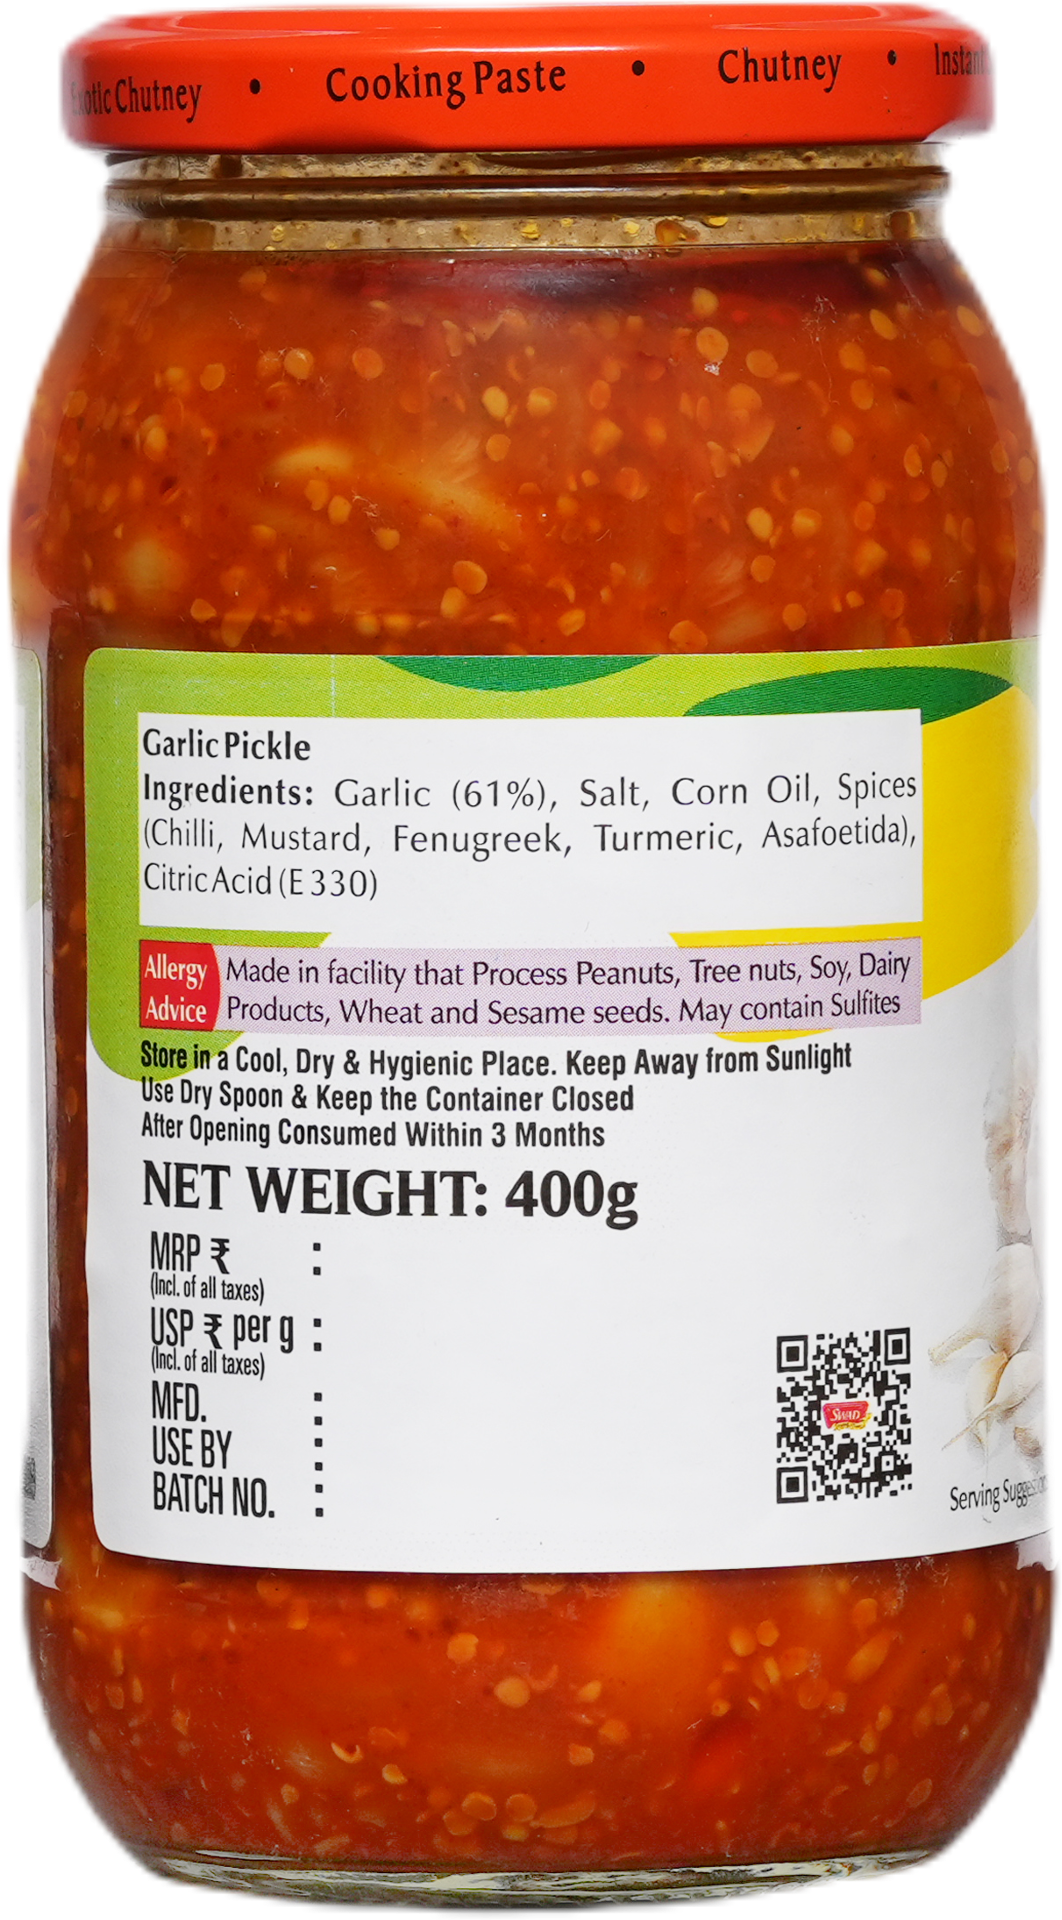 Chutney • Cooking Paste • Chutney •
Garlic Pickle
Ingredients: Garlic (61%), Salt, Corn Oil, Spices
(Chilli, Mustard, Fenugreek, Turmeric, Asafoetida),
Citric Acid (E 330)
Allergy
Advice
Made in facility that Process Peanuts, Tree nuts, Soy, Dairy
Products, Wheat and Sesame seeds. May contain Sulfites
Store in a Cool, Dry & Hygienic Place. Keep Away from Sunlight
Use Dry Spoon & Keep the Container Closed
After Opening Consumed Within 3 Months
NET WEIGHT: 400g
MRP ₹ :
(Incl. of all taxes)
USP ₹ per g :
(Incl. of all taxes)
MFD. :
USE BY :
BATCH NO. :
SWAD
Serving